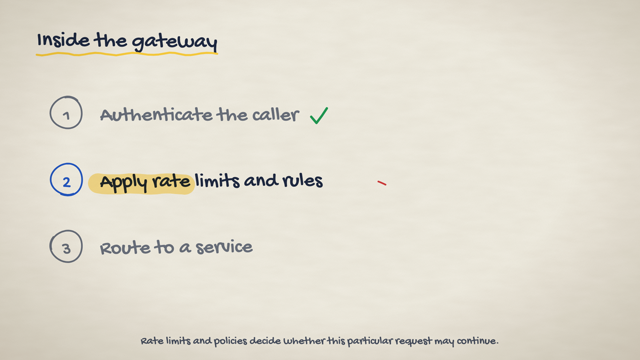 Inside the gateway
1 Authenticate the caller ✓
2 Apply rate limits and rules
3 Route to a service
Rate limits and policies decide whether this particular request may continue.